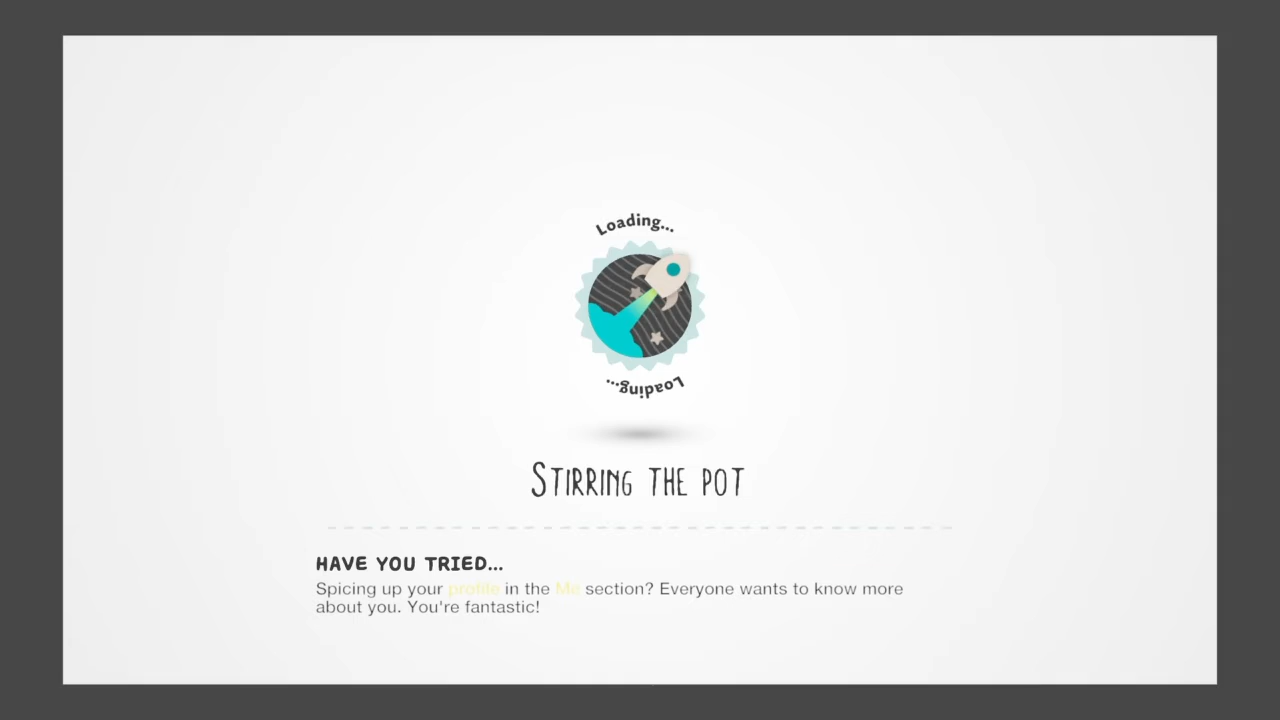 Loading...
Loading...
STIRRING THE POT
HAVE YOU TRIED...
Spicing up your profile in the Me section? Everyone wants to know more
about you. You're fantastic!